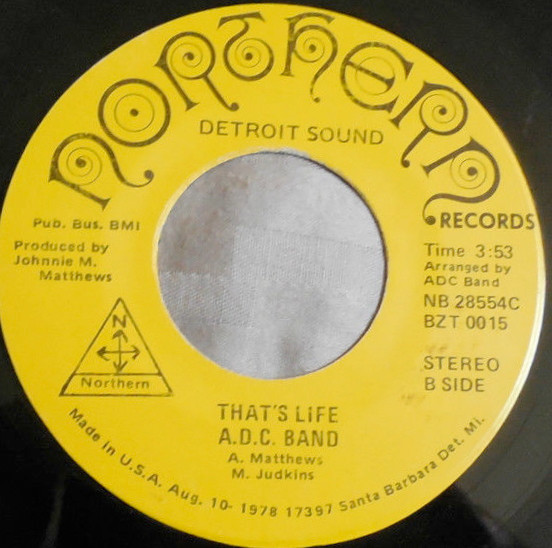 NORTHERN
DETROIT SOUND
RECORDS
Pub. Bus. BMI
Produced by
Johnnie M.
Matthews
Time 3:53
Arranged by
ADC Band
NB 28554C
BZT 0015
STEREO
B SIDE
N
Northern
THAT'S LIFE
A.D.C. BAND
A. Matthews
M. Judkins
Made in U.S.A. Aug. 10- 1978 17397 Santa Barbara Det. Mi.